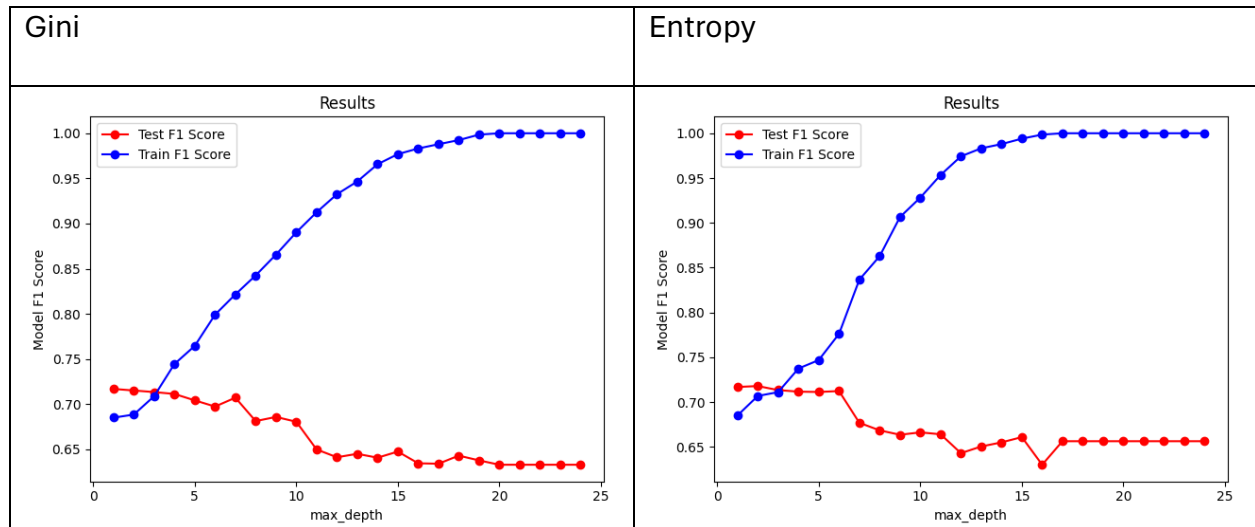 Gini
Entropy
Results
Test F1 Score
Train F1 Score
Model F1 Score
1.00
0.95
0.90
0.85
0.80
0.75
0.70
0.65
0 5 10 15 20 25
max_depth
Results
Test F1 Score
Train F1 Score
Model F1 Score
1.00
0.95
0.90
0.85
0.80
0.75
0.70
0.65
0 5 10 15 20 25
max_depth